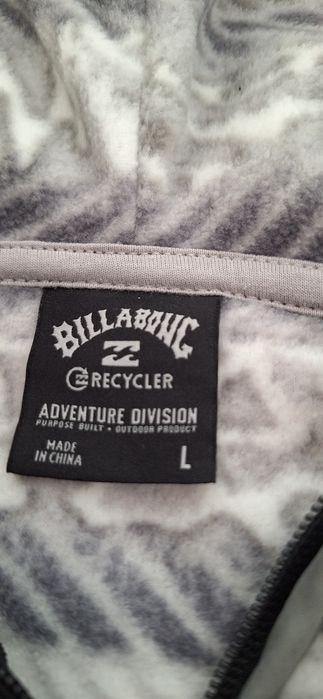 BILLABONG
RECYCLER
ADVENTURE DIVISION
PURPOSE BUILT • OUTDOOR PRODUCT
MADE
IN CHINA
L